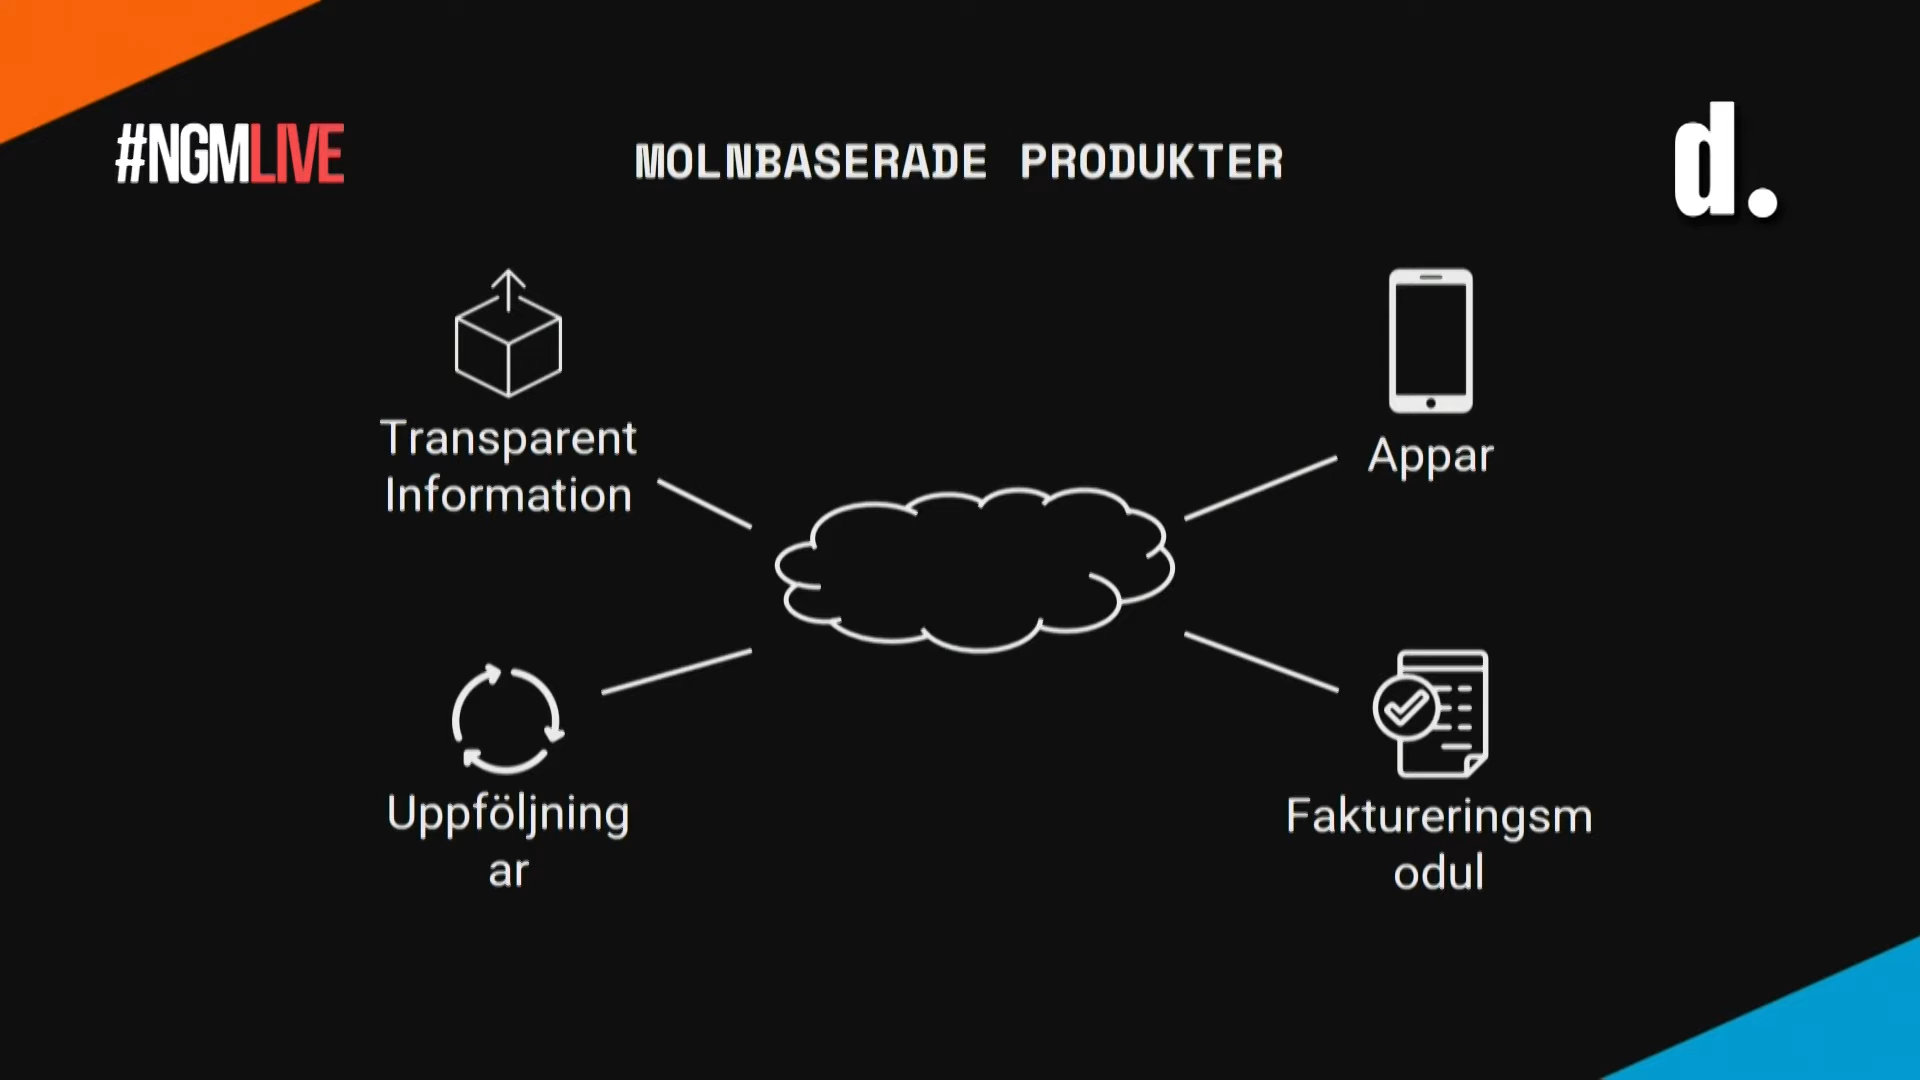 #NGMLIVE
MOLNBASERADE PRODUKTER
d.
Transparent
Information
Appar
Uppföljning
ar
Faktureringsm
odul